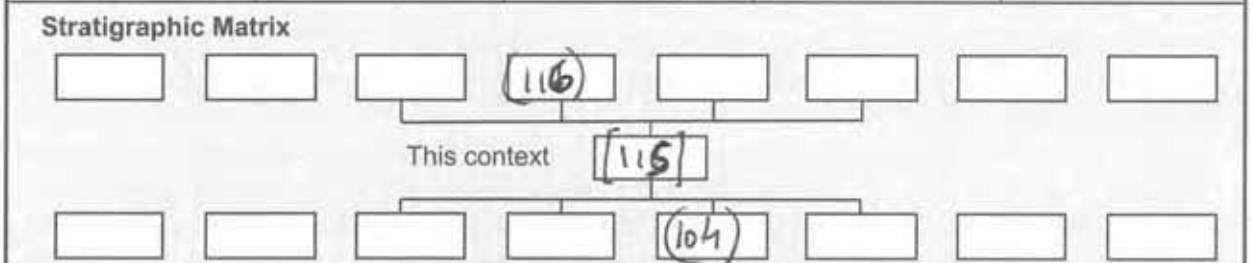 Stratigraphic Matrix
(116)
This context [115]
(104)